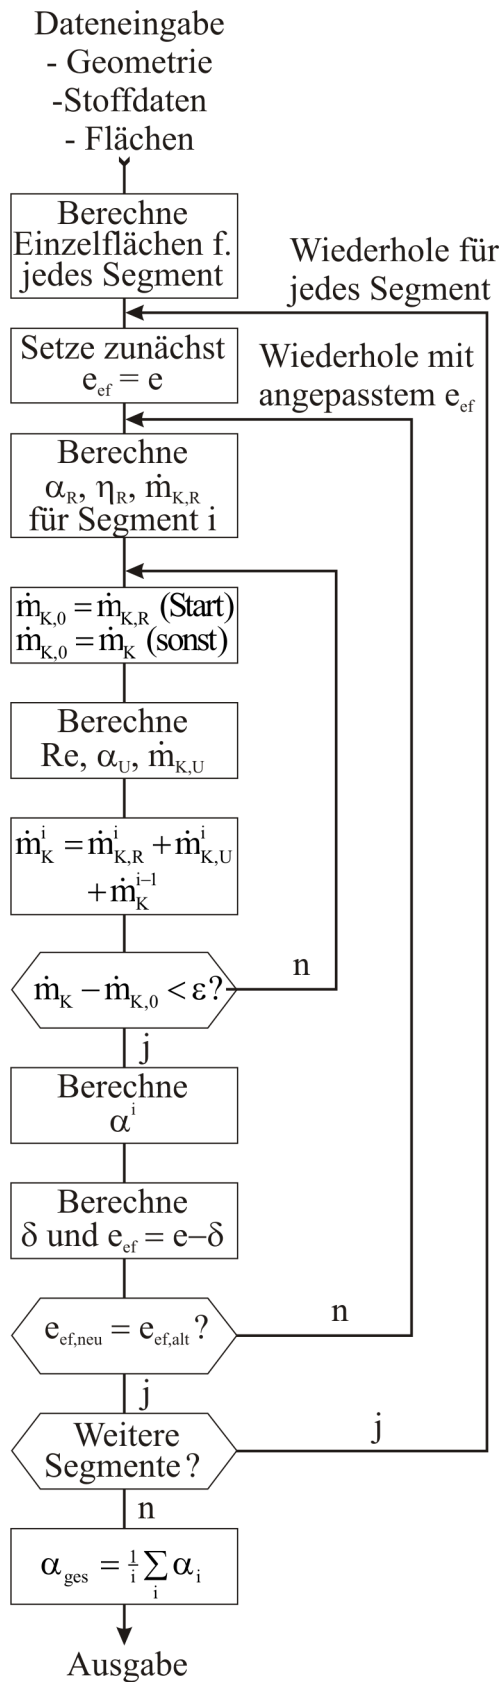 Dateneingabe
- Geometrie
-Stoffdaten
- Flächen
Berechne
Einzelflächen f.
jedes Segment
Wiederhole für
jedes Segment
Setze zunächst
e_ef = e
Wiederhole mit
angepasstem e_ef
Berechne
α_R, η_R, ṁ_K,R
für Segment i
ṁ_K,0 = ṁ_K,R (Start)
ṁ_K,0 = ṁ_K (sonst)
Berechne
Re, α_U, ṁ_K,U
ṁ_K^i = ṁ_K,R^i + ṁ_K,U^i
+ ṁ_K^i-1
ṁ_K − ṁ_K,0 < ε?
n
j
Berechne
α^i
Berechne
δ und e_ef = e−δ
e_ef,neu = e_ef,alt ?
n
j
Weitere
Segmente ?
j
n
α_ges = 1/i ∑_i α_i
Ausgabe